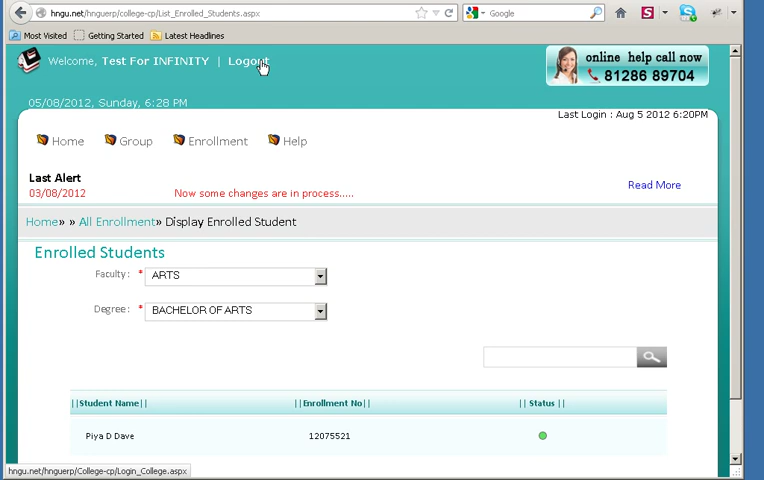 hngu.net/hnguerp/college-cp/List_Enrolled_Students.aspx
Google
Most Visited Getting Started Latest Headlines
Welcome, Test For INFINITY | Logout
online help call now
81286 89704
05/08/2012, Sunday, 6:28 PM
Last Login : Aug 5 2012 6:20PM
Home Group Enrollment Help
Last Alert
03/08/2012 Now some changes are in process..... Read More
Home» » All Enrollment» Display Enrolled Student
Enrolled Students
Faculty : * ARTS
Degree : * BACHELOR OF ARTS
||Student Name|| ||Enrollment No|| || Status ||
Piya D Dave 12075521
hngu.net/hnguerp/College-cp/Login_College.aspx